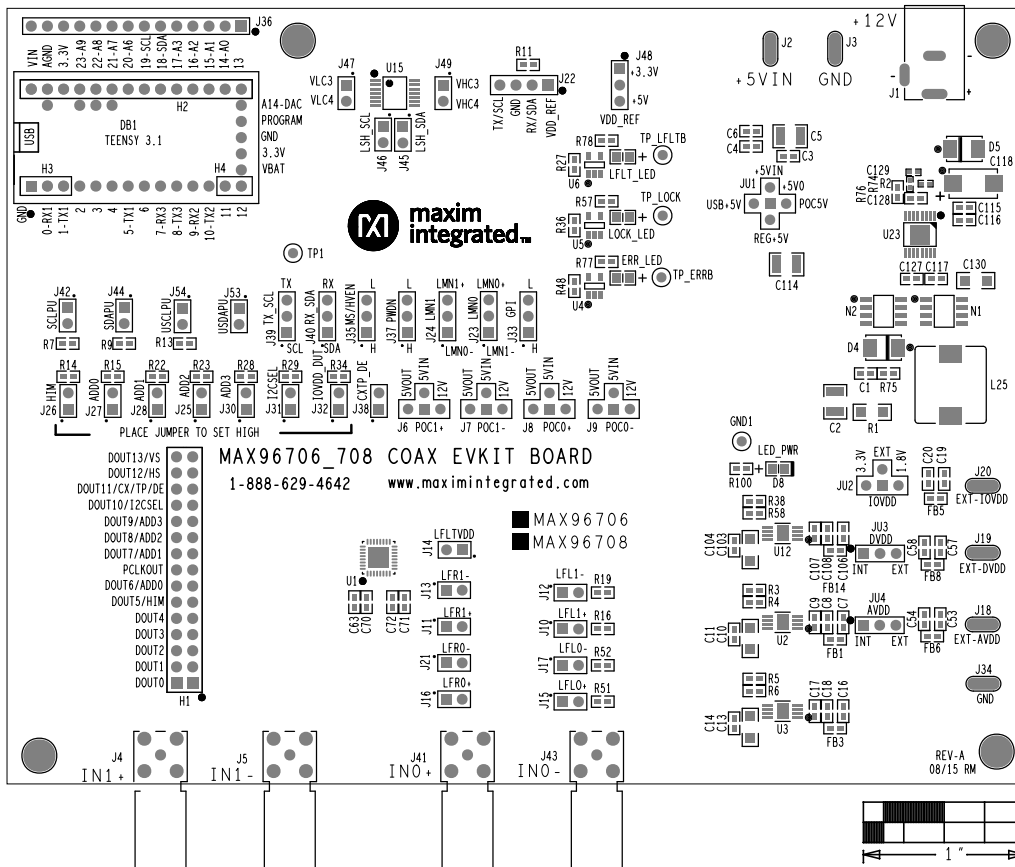 J36
VIN
AGND
3.3V
23-A9
22-A8
21-A7
20-A6
19-SCL
18-SDA
17-A3
16-A2
15-A1
14-A0
13
H2
A14-DAC
PROGRAM
GND
3.3V
VBAT
USB
DB1
TEENSY 3.1
H3
H4
GND
0-RX1
1-TX1
2
3
4
5-TX1
6
7-RX3
8-TX3
9-RX2
10-TX2
11
12
J47
VLC3
VLC4
U15
J49
VHC3
VHC4
LSH_SCL
LSH_SDA
J46
J45
R11
J22
TX/SCL
GND
RX/SDA
VDD_REF
J48
+3.3V
+5V
VDD_REF
R78
TP_LFLTB
R27
U6
LFLT_LED
R57
TP_LOCK
R36
U5
LOCK_LED
R77
ERR_LED
TP_ERRB
R48
U4
+12V
J2
J3
+5VIN
GND
J1
-
-
+
C6
C4
C5
C3
+5VIN
JU1
+5V0
USB+5V
POC5V
REG+5V
C114
D5
C118
C129
R2
R74
R76
C128
C115
C116
U23
C127
C117
C130
N2
N1
D4
C1
R75
L25
C2
R1
maxim
integrated™
TP1
J42
SCLPU
R7
J44
SDAPU
R9
J54
USCLPU
R13
J53
USDAPU
TX
J39 TX_SCL
SCL
RX
J40 RX_SDA
SDA
L
J35 MS/HVEN
H
L
J37 PWDN
H
LMN1+
J24 LMN1
LMN0-
LMN0+
J23 LMN0
LMN1-
L
J33 GPI
H
R14
HIM
J26
R15
ADD0
J27
R22
ADD1
J28
R23
ADD2
J25
R28
ADD3
J30
R29
I2CSEL
J31
R34
IOVDD_DUT
J32
CXTP_DE
J38
5VOUT
5VIN
12V
J6 POC1+
5VOUT
5VIN
12V
J7 POC1-
5VOUT
5VIN
12V
J8 POC0+
5VOUT
5VIN
12V
J9 POC0-
PLACE JUMPER TO SET HIGH
MAX96706_708 COAX EVKIT BOARD
1-888-629-4642
www.maximintegrated.com
MAX96706
MAX96708
DOUT13/VS
DOUT12/HS
DOUT11/CX/TP/DE
DOUT10/I2CSEL
DOUT9/ADD3
DOUT8/ADD2
DOUT7/ADD1
PCLKOUT
DOUT6/ADD0
DOUT5/HIM
DOUT4
DOUT3
DOUT2
DOUT1
DOUT0
H1
U1
C63
C70
C72
C71
LFLTVDD
J14
LFR1-
J13
LFR1+
J11
LFR0-
J21
LFR0+
J16
LFL1-
J12
R19
LFL1+
J10
R16
LFL0-
J17
R52
LFL0+
J15
R51
GND1
LED_PWR
R100
D8
R38
R58
C104
C103
U12
C107
C108
C106
FB14
3.3V
EXT
1.8V
JU2
IOVDD
C20
C19
FB5
J20
EXT-IOVDD
JU3
DVDD
INT
EXT
C58
C57
FB8
J19
EXT-DVDD
R3
R4
C11
C10
U2
C9
C8
C7
FB1
JU4
AVDD
INT
EXT
C54
C53
FB6
J18
EXT-AVDD
R5
R6
C14
C13
U3
C17
C18
C16
FB3
J34
GND
J4
IN1+
J5
IN1-
J41
IN0+
J43
IN0-
REV-A
08/15 RM
1"